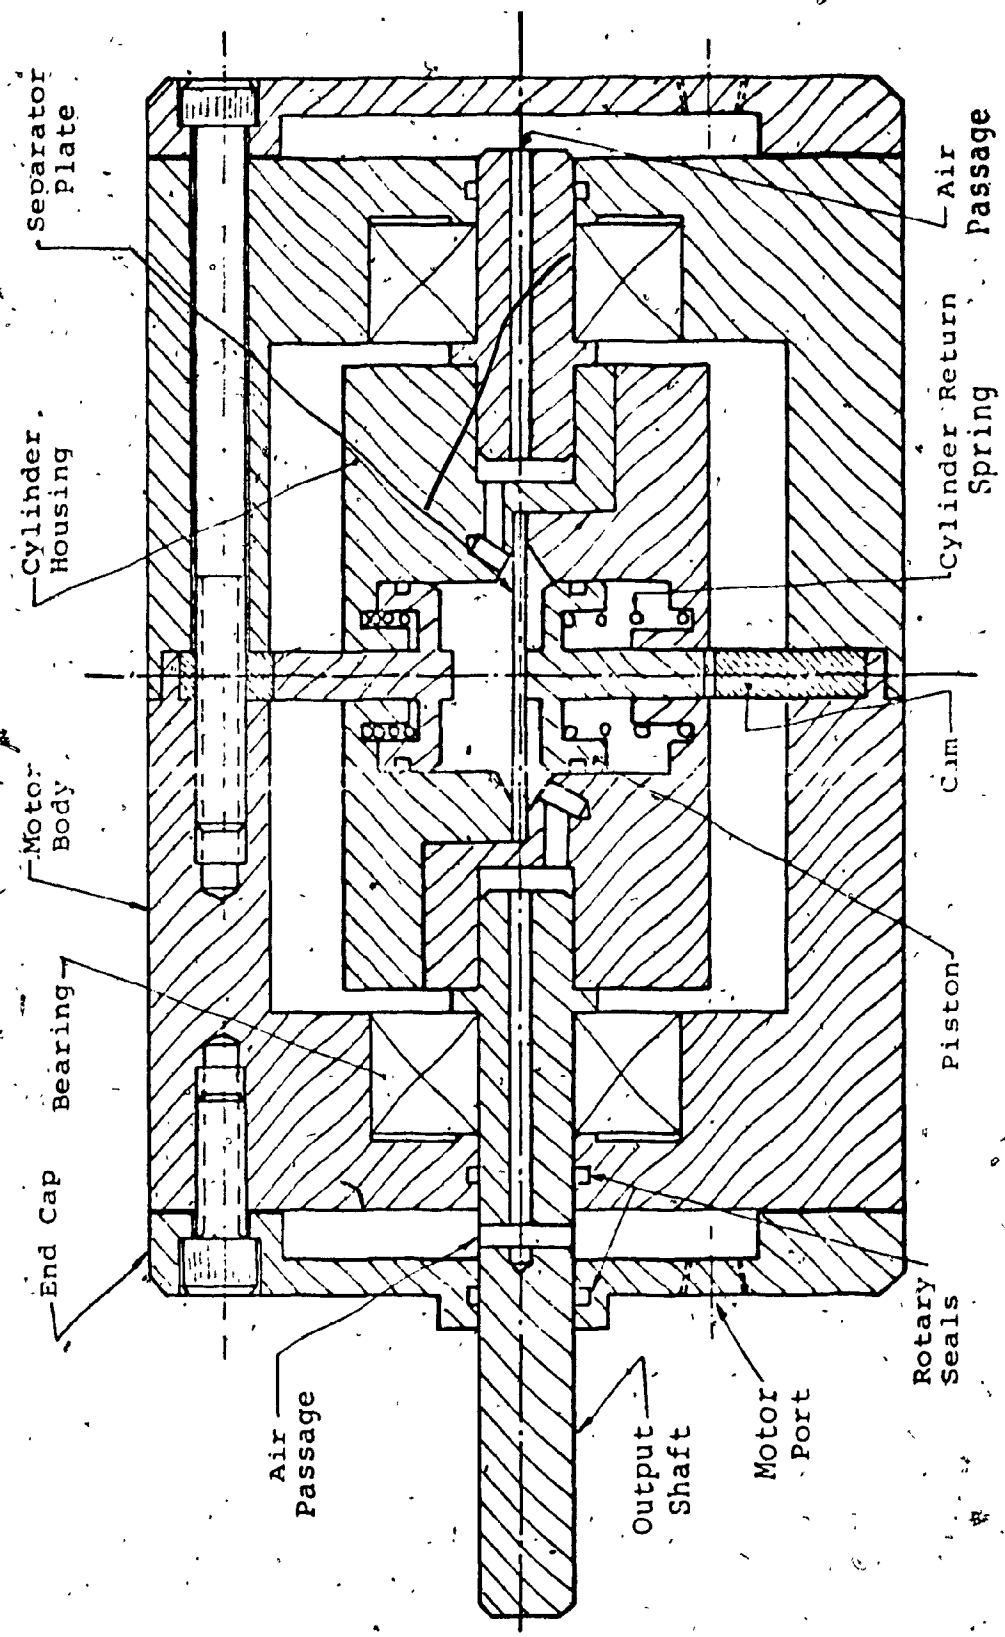 End Cap
Bearing
Motor
Body
Cylinder
Housing
Separator
Plate
Air
Passage
Output
Shaft
Motor
Port
Rotary
Seals
Piston
Cam
Cylinder Return
Spring
Air
Passage